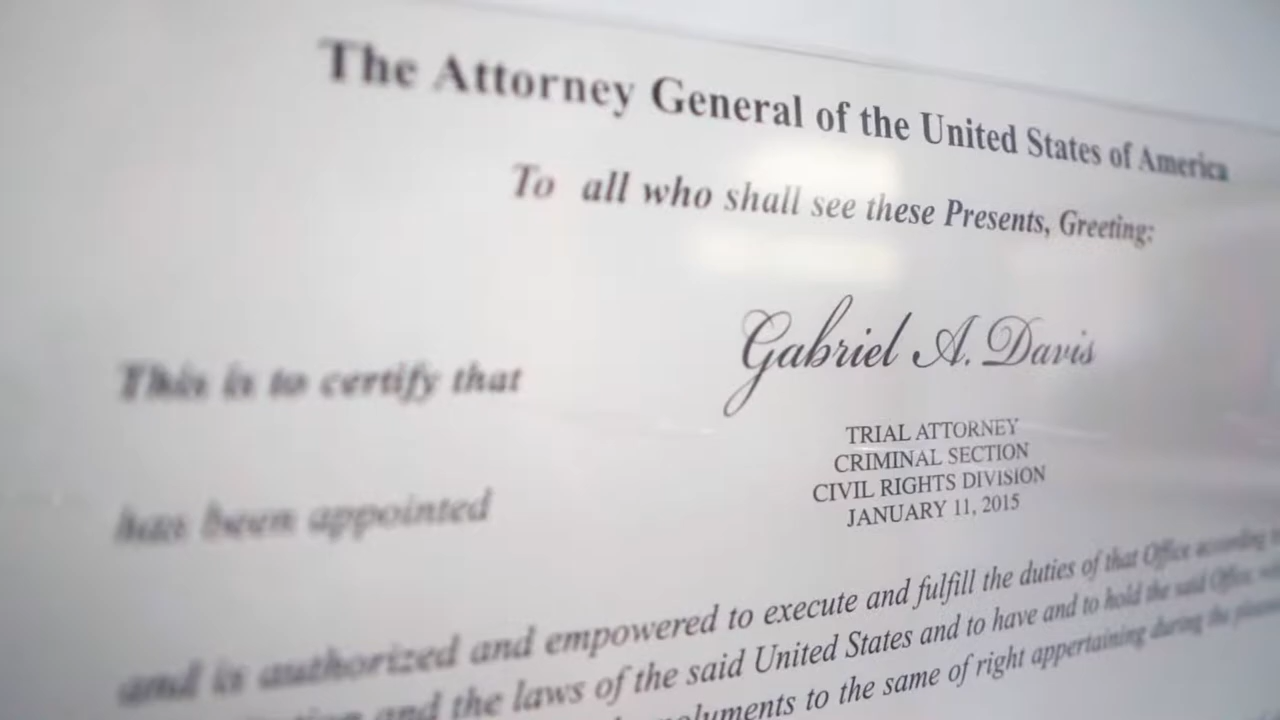 The Attorney General of the United States of America
To all who shall see these Presents, Greeting:
This is to certify that
Gabriel A. Davis
TRIAL ATTORNEY
CRIMINAL SECTION
CIVIL RIGHTS DIVISION
JANUARY 11, 2015
has been appointed
and is authorized and empowered to execute and fulfill the duties of that Office according to
and the laws of the said United States and to have and to hold the said Office
to the same of right appertaining during the